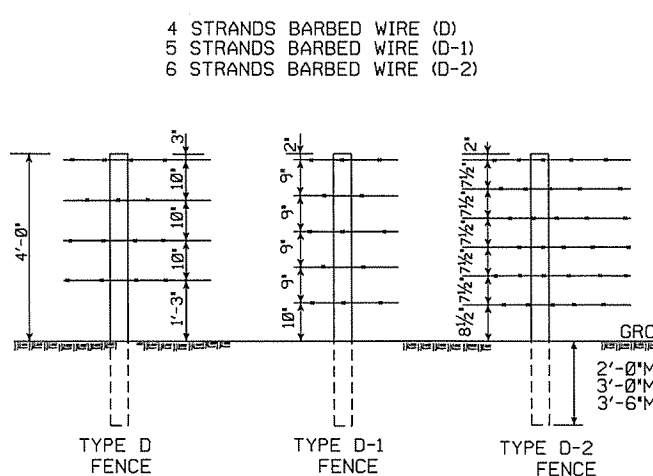 4 STRANDS BARBED WIRE (D)
5 STRANDS BARBED WIRE (D-1)
6 STRANDS BARBED WIRE (D-2)
4'-0"
3"
10"
10"
10"
1'-3"
2"
9"
9"
9"
9"
10"
2"
7½"
7½"
7½"
7½"
7½"
8½"
GRO
2'-0"M
3'-0"M
3'-6"M
TYPE D
FENCE
TYPE D-1
FENCE
TYPE D-2
FENCE